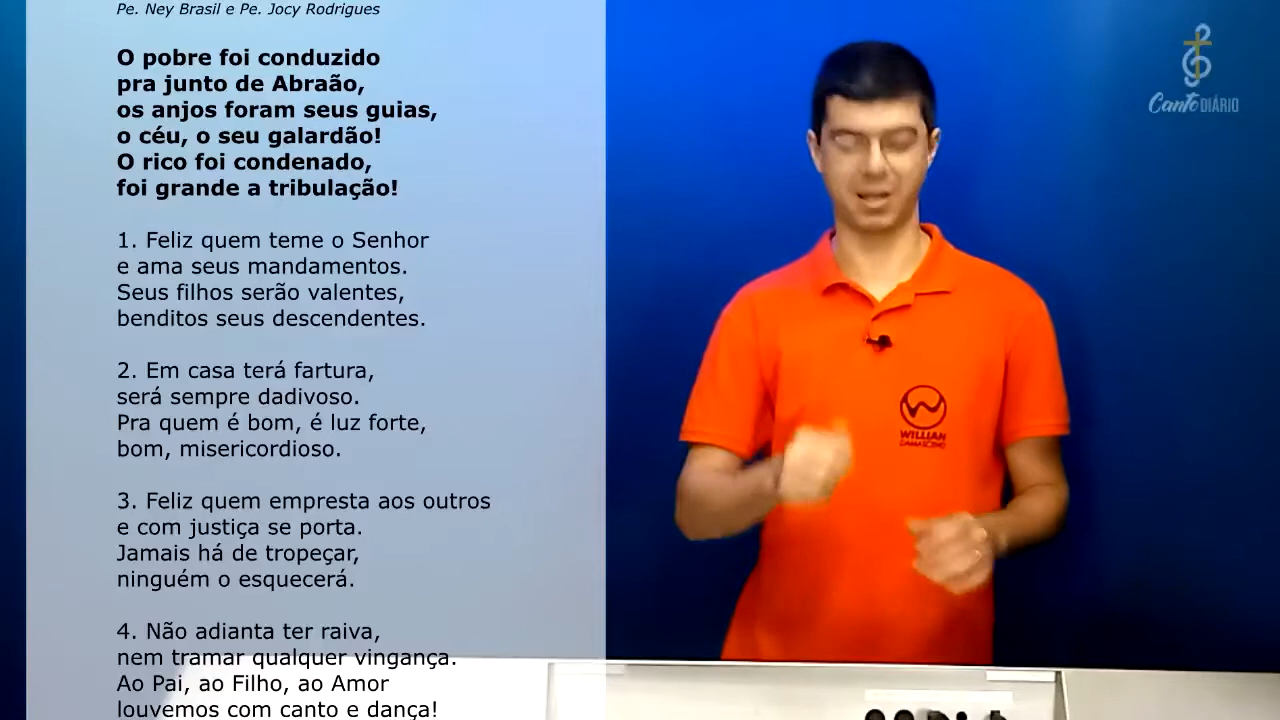 Pe. Ney Brasil e Pe. Jocy Rodrigues
O pobre foi conduzido
pra junto de Abraão,
os anjos foram seus guias,
o céu, o seu galardão!
O rico foi condenado,
foi grande a tribulação!
1. Feliz quem teme o Senhor
e ama seus mandamentos.
Seus filhos serão valentes,
benditos seus descendentes.
2. Em casa terá fartura,
será sempre dadivoso.
Pra quem é bom, é luz forte,
bom, misericordioso.
3. Feliz quem empresta aos outros
e com justiça se porta.
Jamais há de tropeçar,
ninguém o esquecerá.
4. Não adianta ter raiva,
nem tramar qualquer vingança.
Ao Pai, ao Filho, ao Amor
louvemos com canto e dança!
Canto DIÁRIO
WILLIAN
DAMASCENO